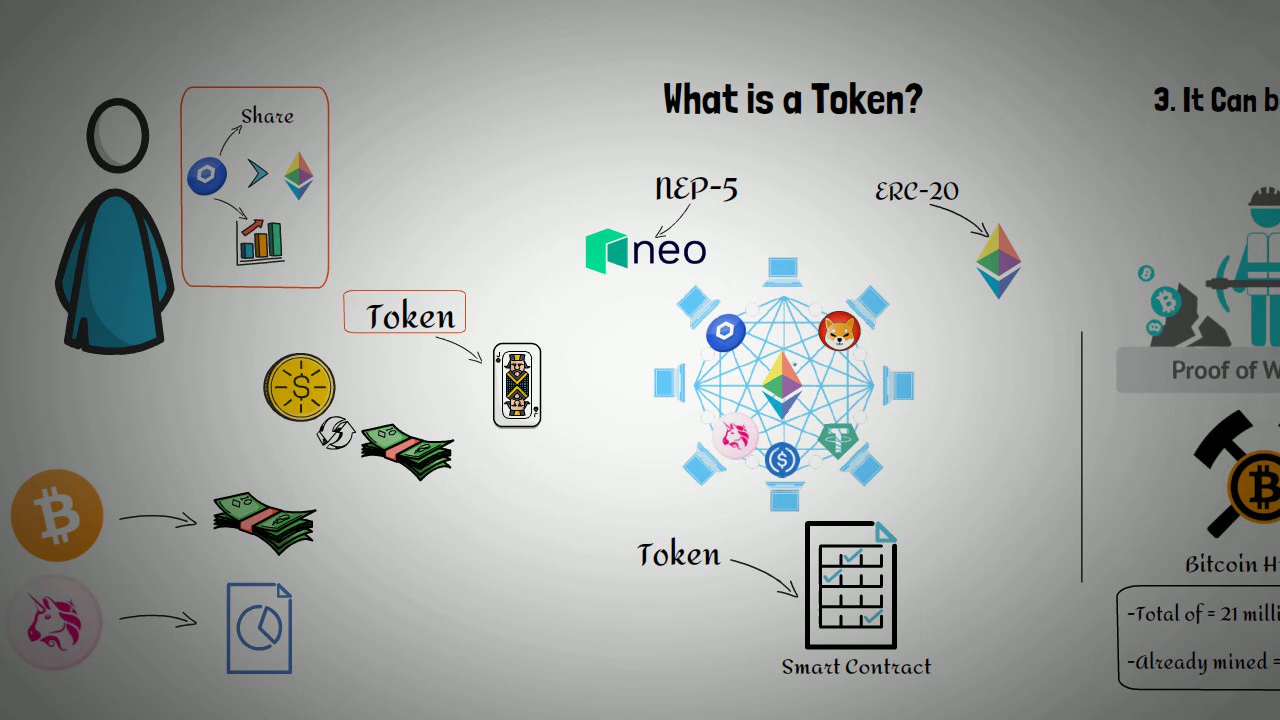 Share
Token
What is a Token?
NEP-5
ERC-20
neo
Token
Smart Contract
3. It Can
Proof of
Bitcoin
-Total of = 21
-Already mined =